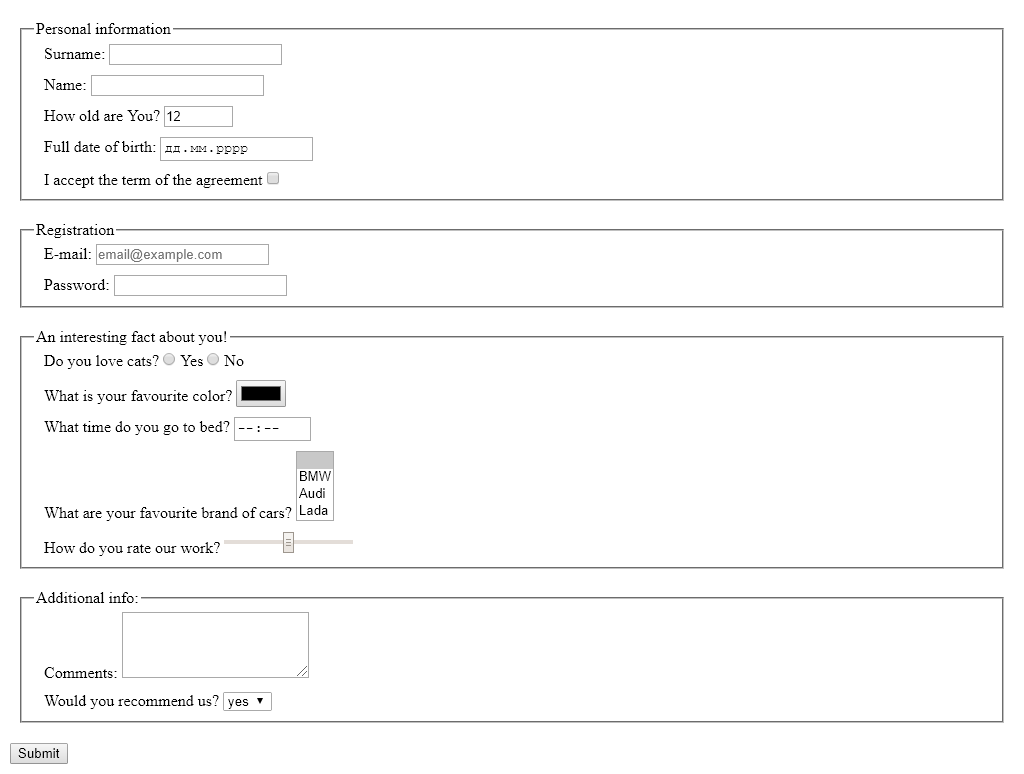 Personal information
Surname:
Name:
How old are You? 12
Full date of birth: дд.мм.рррр
I accept the term of the agreement
Registration
E-mail: email@example.com
Password:
An interesting fact about you!
Do you love cats? Yes No
What is your favourite color?
What time do you go to bed? --:--
BMW
Audi
What are your favourite brand of cars? Lada
How do you rate our work?
Additional info:
Comments:
Would you recommend us? yes
Submit